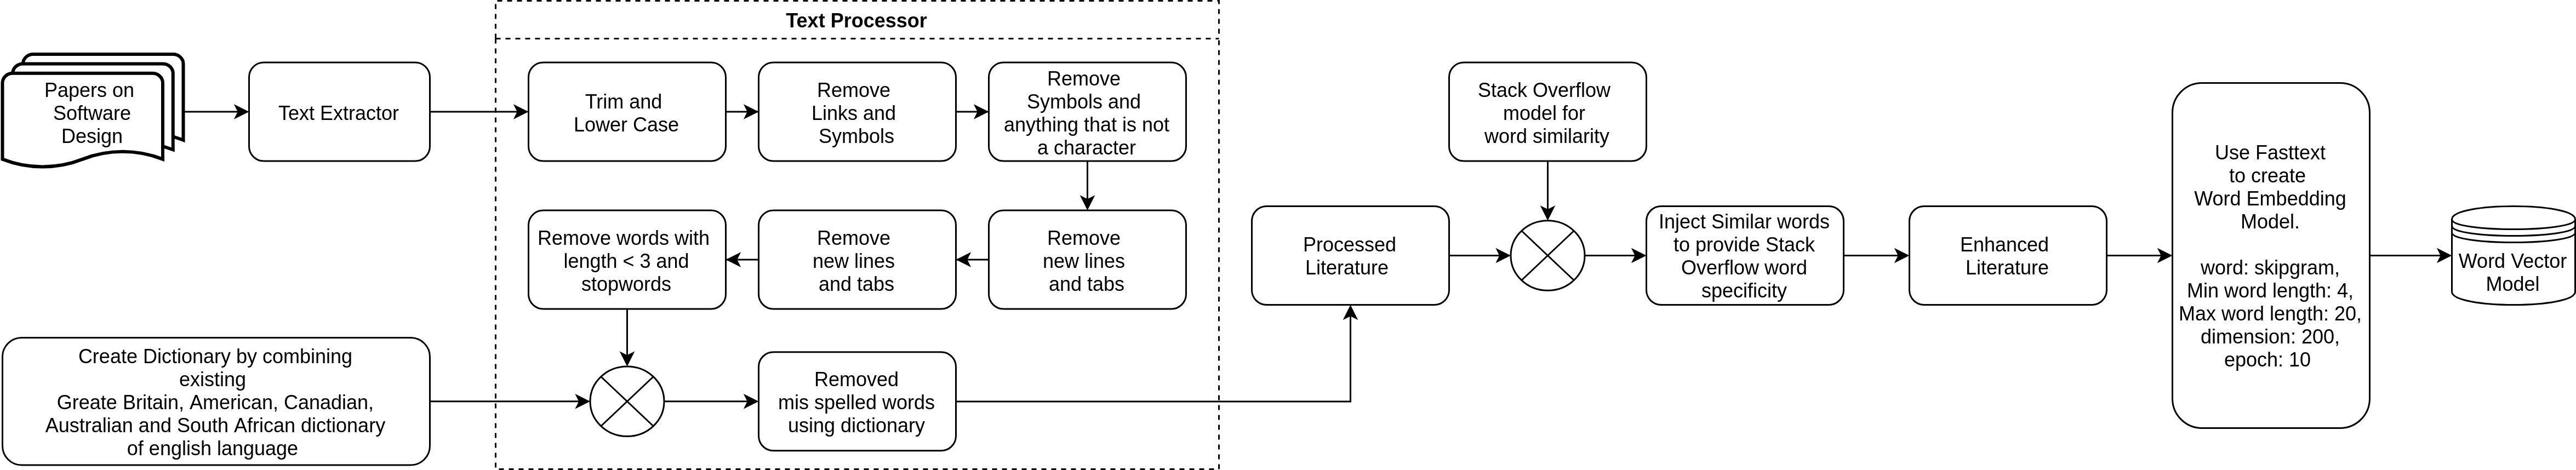 Text Processor
Papers on
Software
Design
Text Extractor
Trim and
Lower Case
Remove
Links and
Symbols
Remove
Symbols and
anything that is not
a character
Remove words with
length < 3 and
stopwords
Remove
new lines
and tabs
Remove
new lines
and tabs
Create Dictionary by combining
existing
Greate Britain, American, Canadian,
Australian and South African dictionary
of english language
Removed
mis spelled words
using dictionary
Processed
Literature
Stack Overflow
model for
word similarity
Inject Similar words
to provide Stack
Overflow word
specificity
Enhanced
Literature
Use Fasttext
to create
Word Embedding
Model.
word: skipgram,
Min word length: 4,
Max word length: 20,
dimension: 200,
epoch: 10
Word Vector
Model